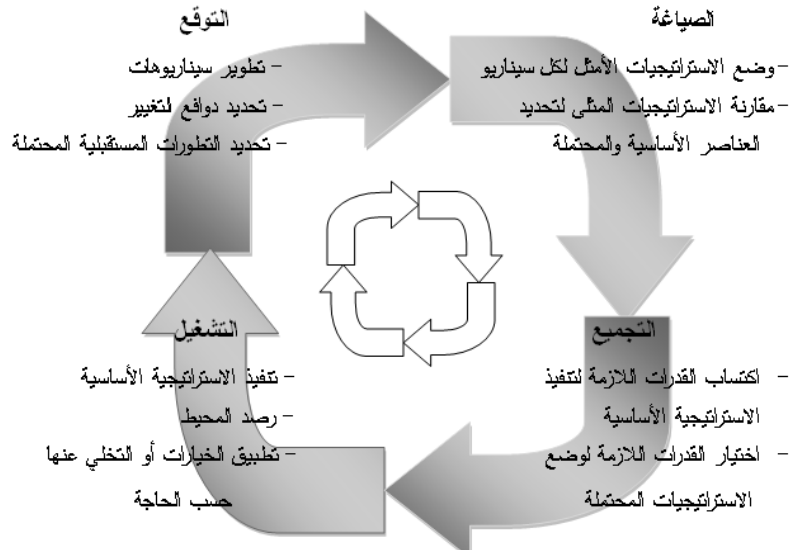 التوقع
- تطوير سيناريوهات
- تحديد دوافع لتغيير
- تحديد التطورات المستقبلية المحتملة
الصياغة
- وضع الاستراتيجيات الأمثل لكل سيناريو
- مقارنة الاستراتيجيات المثلى لتحديد
العناصر الأساسية والمحتملة
التجميع
- اكتساب القدرات اللازمة لتنفيذ
الاستراتيجية الأساسية
- اختيار القدرات اللازمة لوضع
الاستراتيجيات المحتملة
التشغيل
- تنفيذ الاستراتيجية الأساسية
- رصد المحيط
- تطبيق الخيارات أو التخلي عنها
حسب الحاجة